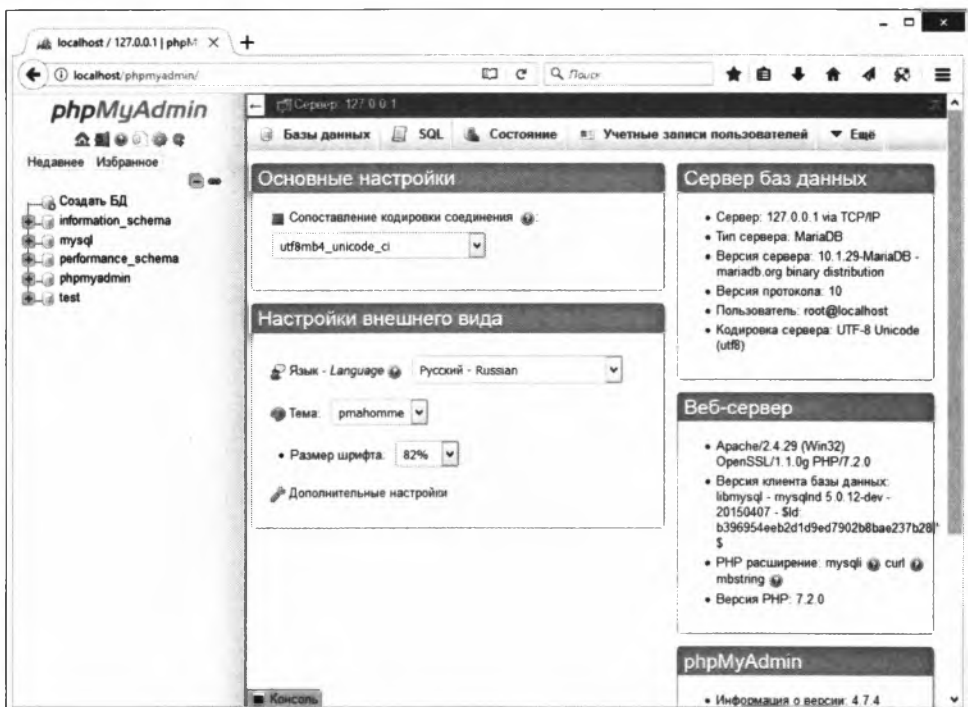 localhost / 127.0.0.1 | phpM
localhost/phpmyadmin/
Поиск
phpMyAdmin
Недавнее Избранное
Создать БД
information_schema
mysql
performance_schema
phpmyadmin
test
Сервер: 127.0.0.1
Базы данных SQL Состояние Учетные записи пользователей Ещё
Основные настройки
Сопоставление кодировки соединения :
utf8mb4_unicode_ci
Настройки внешнего вида
Язык - Language Русский - Russian
Тема: pmahomme
• Размер шрифта: 82%
Дополнительные настройки
Консоль
Сервер баз данных
• Сервер: 127.0.0.1 via TCP/IP
• Тип сервера: MariaDB
• Версия сервера: 10.1.29-MariaDB -
mariadb.org binary distribution
• Версия протокола: 10
• Пользователь: root@localhost
• Кодировка сервера: UTF-8 Unicode
(utf8)
Веб-сервер
• Apache/2.4.29 (Win32)
OpenSSL/1.1.0g PHP/7.2.0
• Версия клиента базы данных:
libmysql - mysqlnd 5.0.12-dev -
20150407 - $Id:
b396954eeb2d1d9ed7902b8bae237b28
$
• PHP расширение: mysqli curl
mbstring
• Версия PHP: 7.2.0
phpMyAdmin
• Информация о версии: 4.7.4